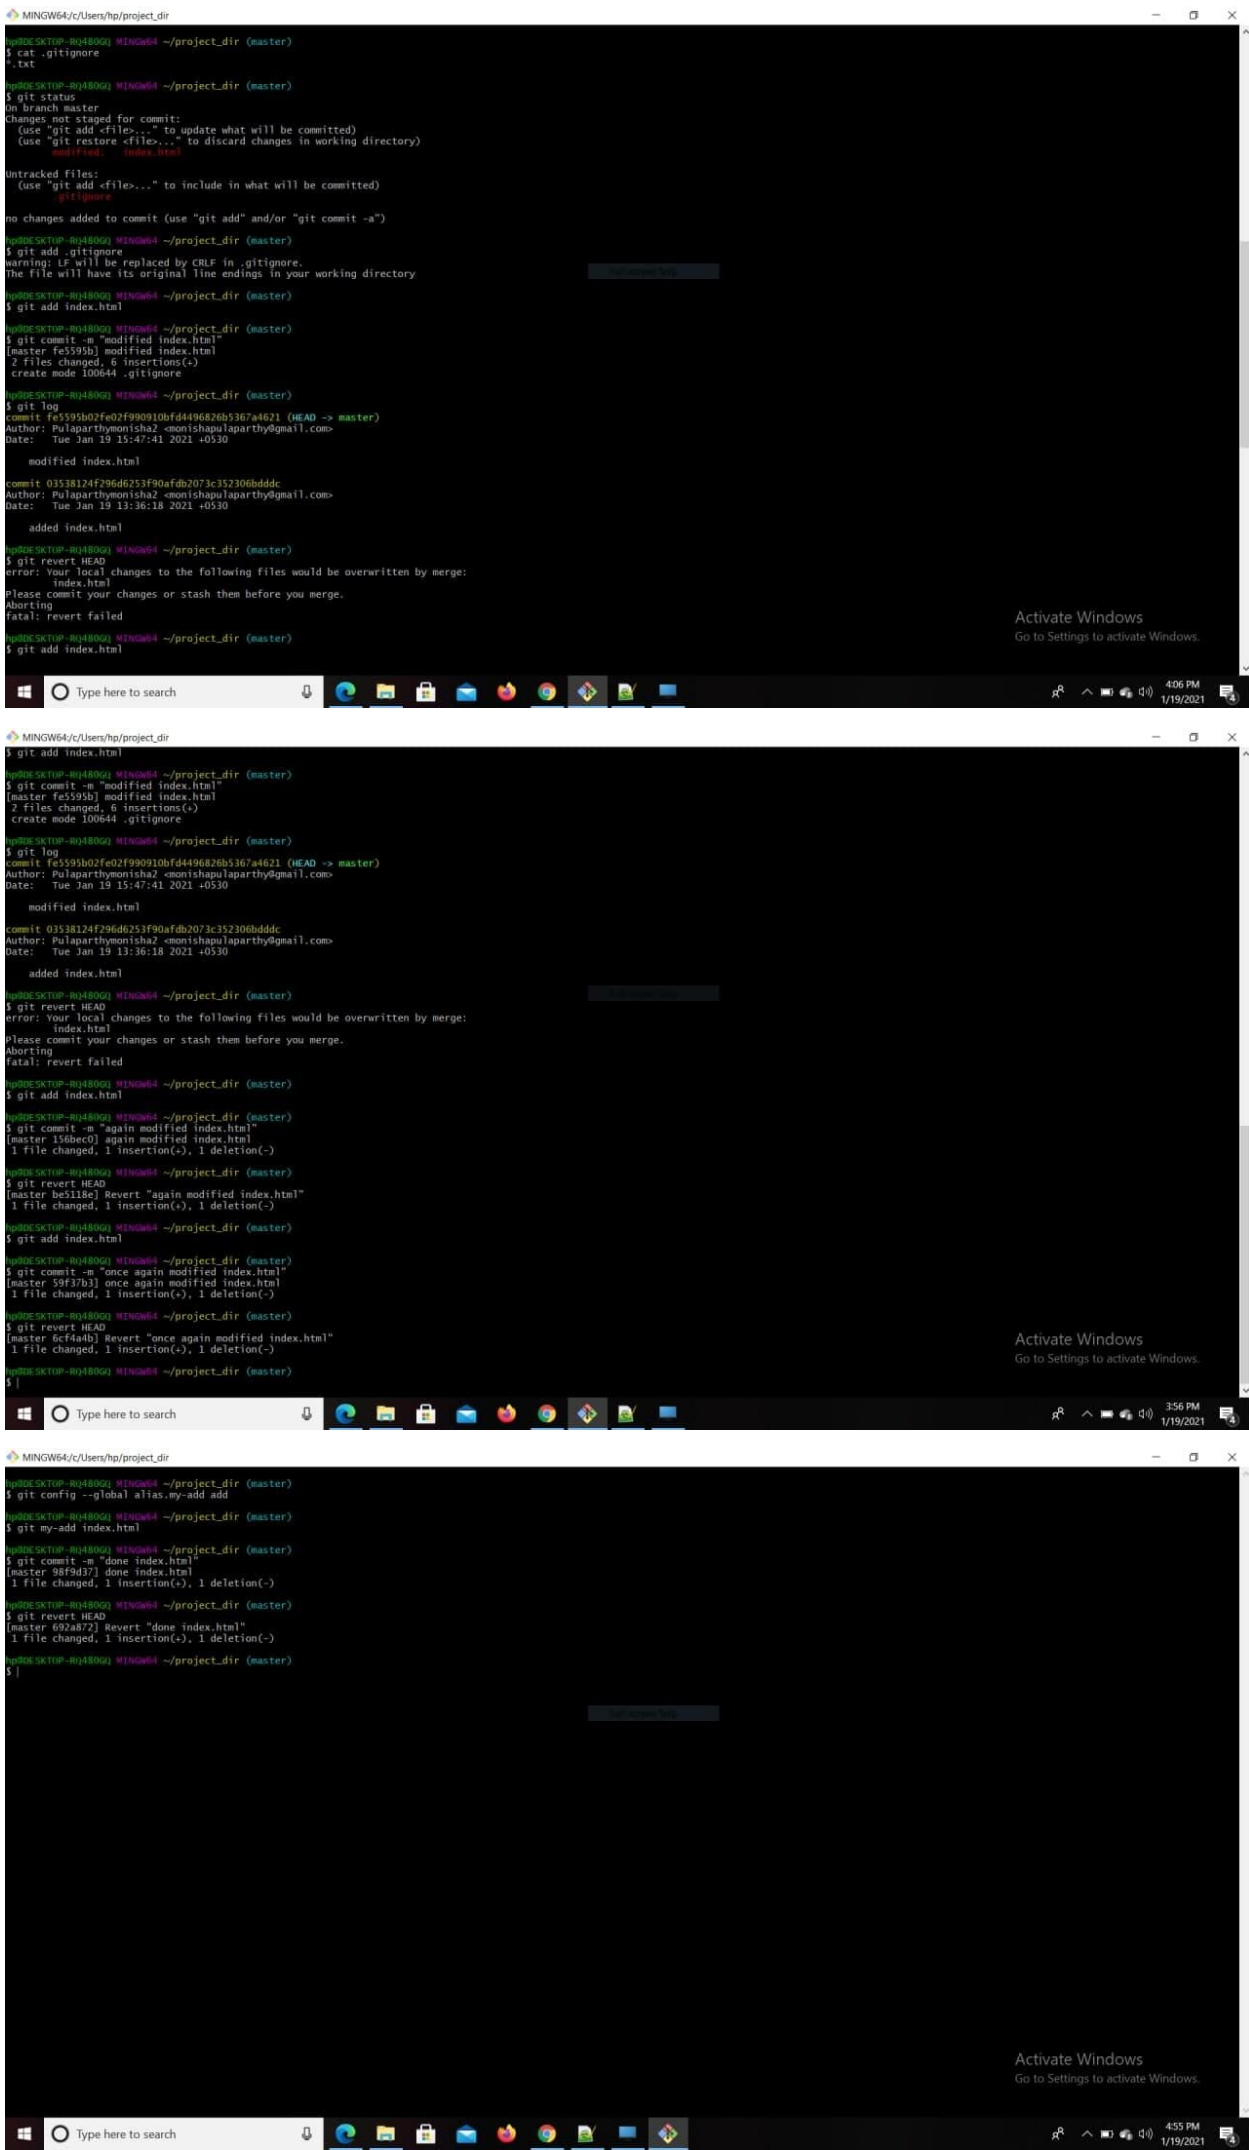 MINGW64:/c/Users/hp/project_dir
hp@DESKTOP-RQ480GQ MINGW64 ~/project_dir (master)
$ cat .gitignore
*.txt
hp@DESKTOP-RQ480GQ MINGW64 ~/project_dir (master)
$ git status
On branch master
Changes not staged for commit:
(use "git add <file>..." to update what will be committed)
(use "git restore <file>..." to discard changes in working directory)
modified: index.html
Untracked files:
(use "git add <file>..." to include in what will be committed)
.gitignore
no changes added to commit (use "git add" and/or "git commit -a")
hp@DESKTOP-RQ480GQ MINGW64 ~/project_dir (master)
$ git add .gitignore
warning: LF will be replaced by CRLF in .gitignore.
The file will have its original line endings in your working directory
hp@DESKTOP-RQ480GQ MINGW64 ~/project_dir (master)
$ git add index.html
hp@DESKTOP-RQ480GQ MINGW64 ~/project_dir (master)
$ git commit -m "modified index.html"
[master fe5595b] modified index.html
2 files changed, 6 insertions(+)
create mode 100644 .gitignore
hp@DESKTOP-RQ480GQ MINGW64 ~/project_dir (master)
$ git log
commit fe5595b02fe02f990910bfd4496826b5367a4621 (HEAD -> master)
Author: Pulaparthymonisha2 <monishapulaparthy@gmail.com>
Date: Tue Jan 19 15:47:41 2021 +0530
modified index.html
commit 03538124f296d6253f90afdb2073c352306bdddc
Author: Pulaparthymonisha2 <monishapulaparthy@gmail.com>
Date: Tue Jan 19 13:36:18 2021 +0530
added index.html
hp@DESKTOP-RQ480GQ MINGW64 ~/project_dir (master)
$ git revert HEAD
error: Your local changes to the following files would be overwritten by merge:
index.html
Please commit your changes or stash them before you merge.
Aborting
fatal: revert failed
hp@DESKTOP-RQ480GQ MINGW64 ~/project_dir (master)
$ git add index.html
Activate Windows
Go to Settings to activate Windows.
Type here to search
4:06 PM
1/19/2021
4
MINGW64:/c/Users/hp/project_dir
$ git add index.html
hp@DESKTOP-RQ480GQ MINGW64 ~/project_dir (master)
$ git commit -m "modified index.html"
[master fe5595b] modified index.html
2 files changed, 6 insertions(+)
create mode 100644 .gitignore
hp@DESKTOP-RQ480GQ MINGW64 ~/project_dir (master)
$ git log
commit fe5595b02fe02f990910bfd4496826b5367a4621 (HEAD -> master)
Author: Pulaparthymonisha2 <monishapulaparthy@gmail.com>
Date: Tue Jan 19 15:47:41 2021 +0530
modified index.html
commit 03538124f296d6253f90afdb2073c352306bdddc
Author: Pulaparthymonisha2 <monishapulaparthy@gmail.com>
Date: Tue Jan 19 13:36:18 2021 +0530
added index.html
hp@DESKTOP-RQ480GQ MINGW64 ~/project_dir (master)
$ git revert HEAD
error: Your local changes to the following files would be overwritten by merge:
index.html
Please commit your changes or stash them before you merge.
Aborting
fatal: revert failed
hp@DESKTOP-RQ480GQ MINGW64 ~/project_dir (master)
$ git add index.html
hp@DESKTOP-RQ480GQ MINGW64 ~/project_dir (master)
$ git commit -m "again modified index.html"
[master 156bec0] again modified index.html
1 file changed, 1 insertion(+), 1 deletion(-)
hp@DESKTOP-RQ480GQ MINGW64 ~/project_dir (master)
$ git revert HEAD
[master be5118e] Revert "again modified index.html"
1 file changed, 1 insertion(+), 1 deletion(-)
hp@DESKTOP-RQ480GQ MINGW64 ~/project_dir (master)
$ git add index.html
hp@DESKTOP-RQ480GQ MINGW64 ~/project_dir (master)
$ git commit -m "once again modified index.html"
[master 59f37b3] once again modified index.html
1 file changed, 1 insertion(+), 1 deletion(-)
hp@DESKTOP-RQ480GQ MINGW64 ~/project_dir (master)
$ git revert HEAD
[master 6cf4a4b] Revert "once again modified index.html"
1 file changed, 1 insertion(+), 1 deletion(-)
hp@DESKTOP-RQ480GQ MINGW64 ~/project_dir (master)
$
Activate Windows
Go to Settings to activate Windows.
Type here to search
3:56 PM
1/19/2021
4
MINGW64:/c/Users/hp/project_dir
hp@DESKTOP-RQ480GQ MINGW64 ~/project_dir (master)
$ git config --global alias.my-add add
hp@DESKTOP-RQ480GQ MINGW64 ~/project_dir (master)
$ git my-add index.html
hp@DESKTOP-RQ480GQ MINGW64 ~/project_dir (master)
$ git commit -m "done index.html"
[master 98f9d37] done index.html
1 file changed, 1 insertion(+), 1 deletion(-)
hp@DESKTOP-RQ480GQ MINGW64 ~/project_dir (master)
$ git revert HEAD
[master 692a872] Revert "done index.html"
1 file changed, 1 insertion(+), 1 deletion(-)
hp@DESKTOP-RQ480GQ MINGW64 ~/project_dir (master)
$
Activate Windows
Go to Settings to activate Windows.
Type here to search
4:55 PM
1/19/2021
4